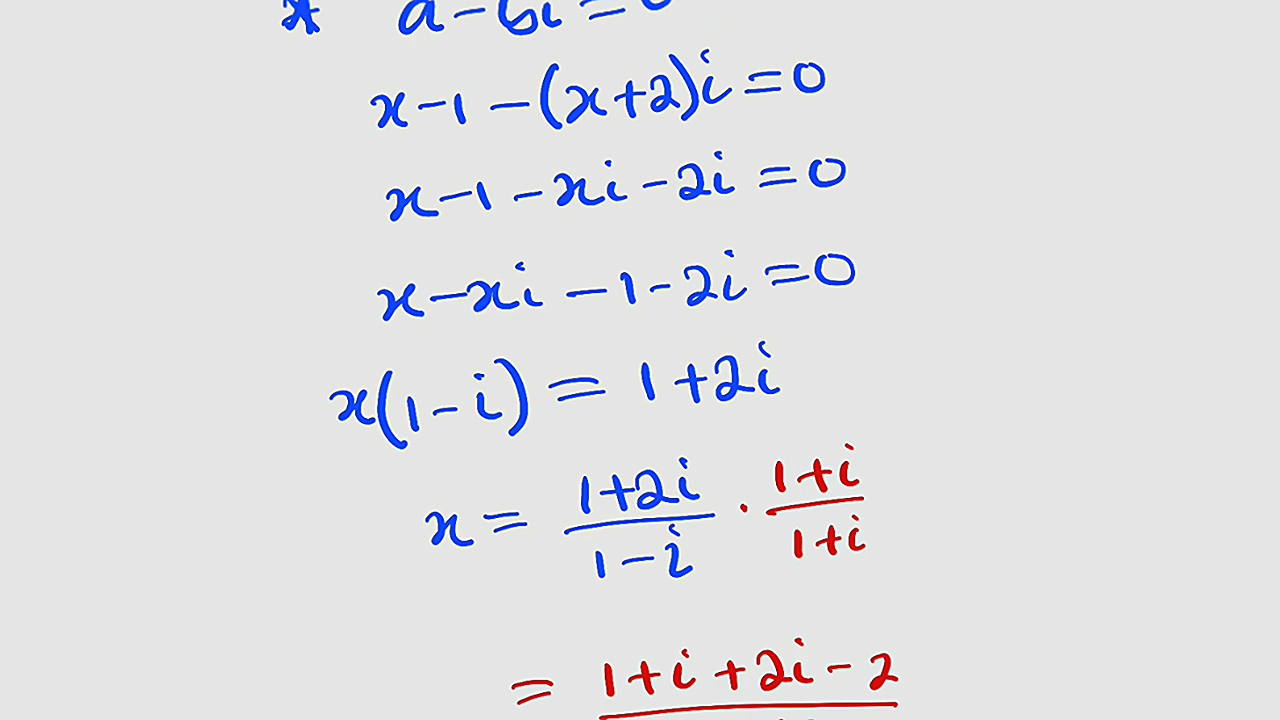 * a-bi=0
x-1-(x+2)i=0
x-1-xi-2i=0
x-xi-1-2i=0
x(1-i)=1+2i
x= 1+2i / 1-i · 1+i / 1+i
= 1+i+2i-2